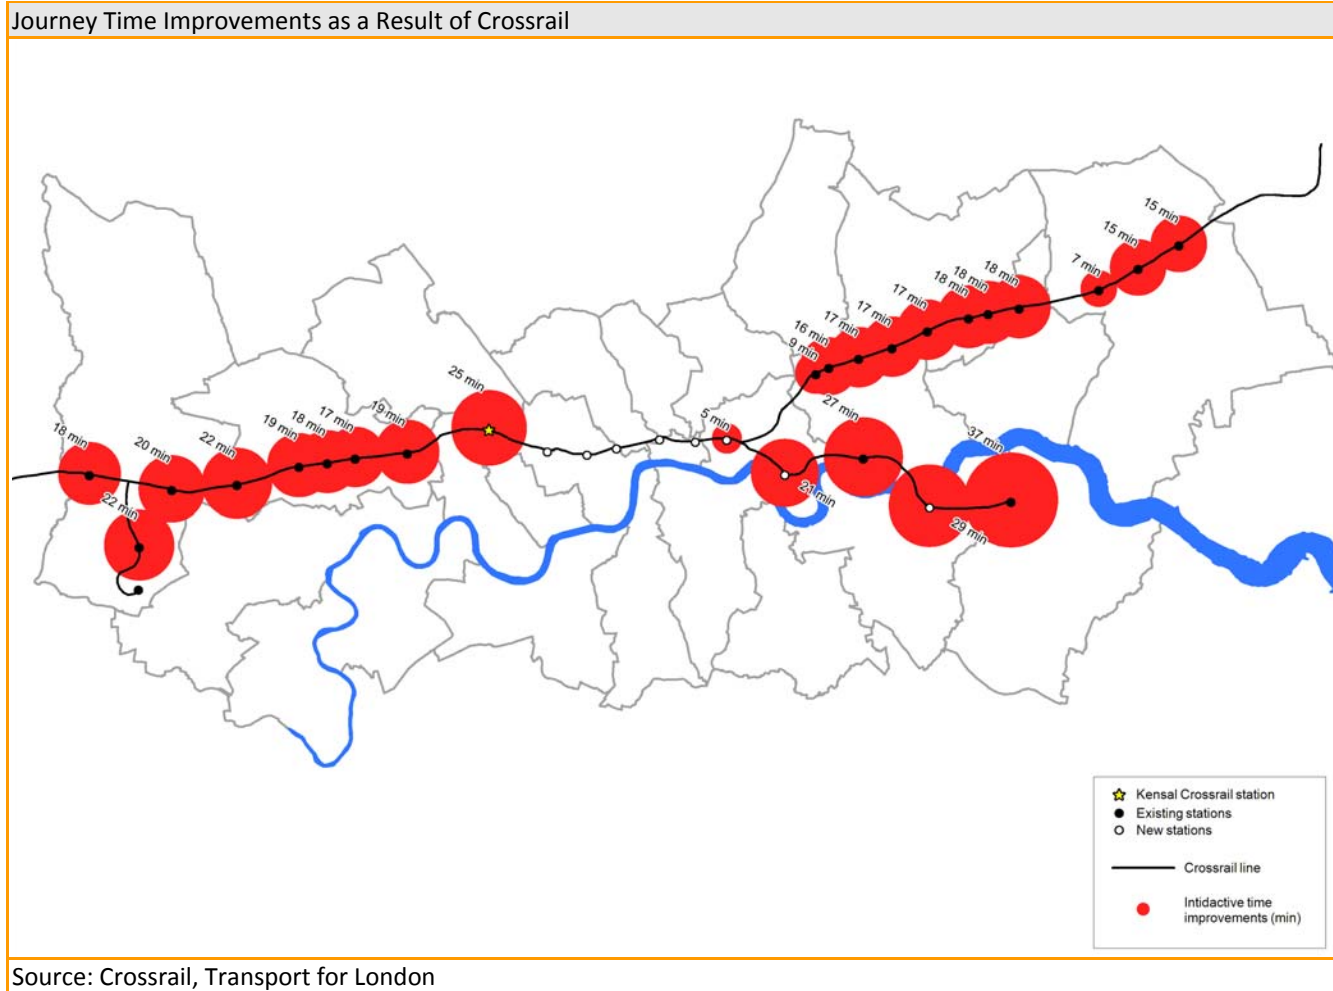 Journey Time Improvements as a Result of Crossrail
15 min
15 min
7 min
18 min
18 min
18 min
17 min
17 min
17 min
16 min
9 min
25 min
19 min
17 min
18 min
19 min
22 min
20 min
18 min
22 min
5 min
27 min
37 min
21 min
29 min
Kensal Crossrail station
Existing stations
New stations
Crossrail line
Intidactive time
improvements (min)
Source: Crossrail, Transport for London